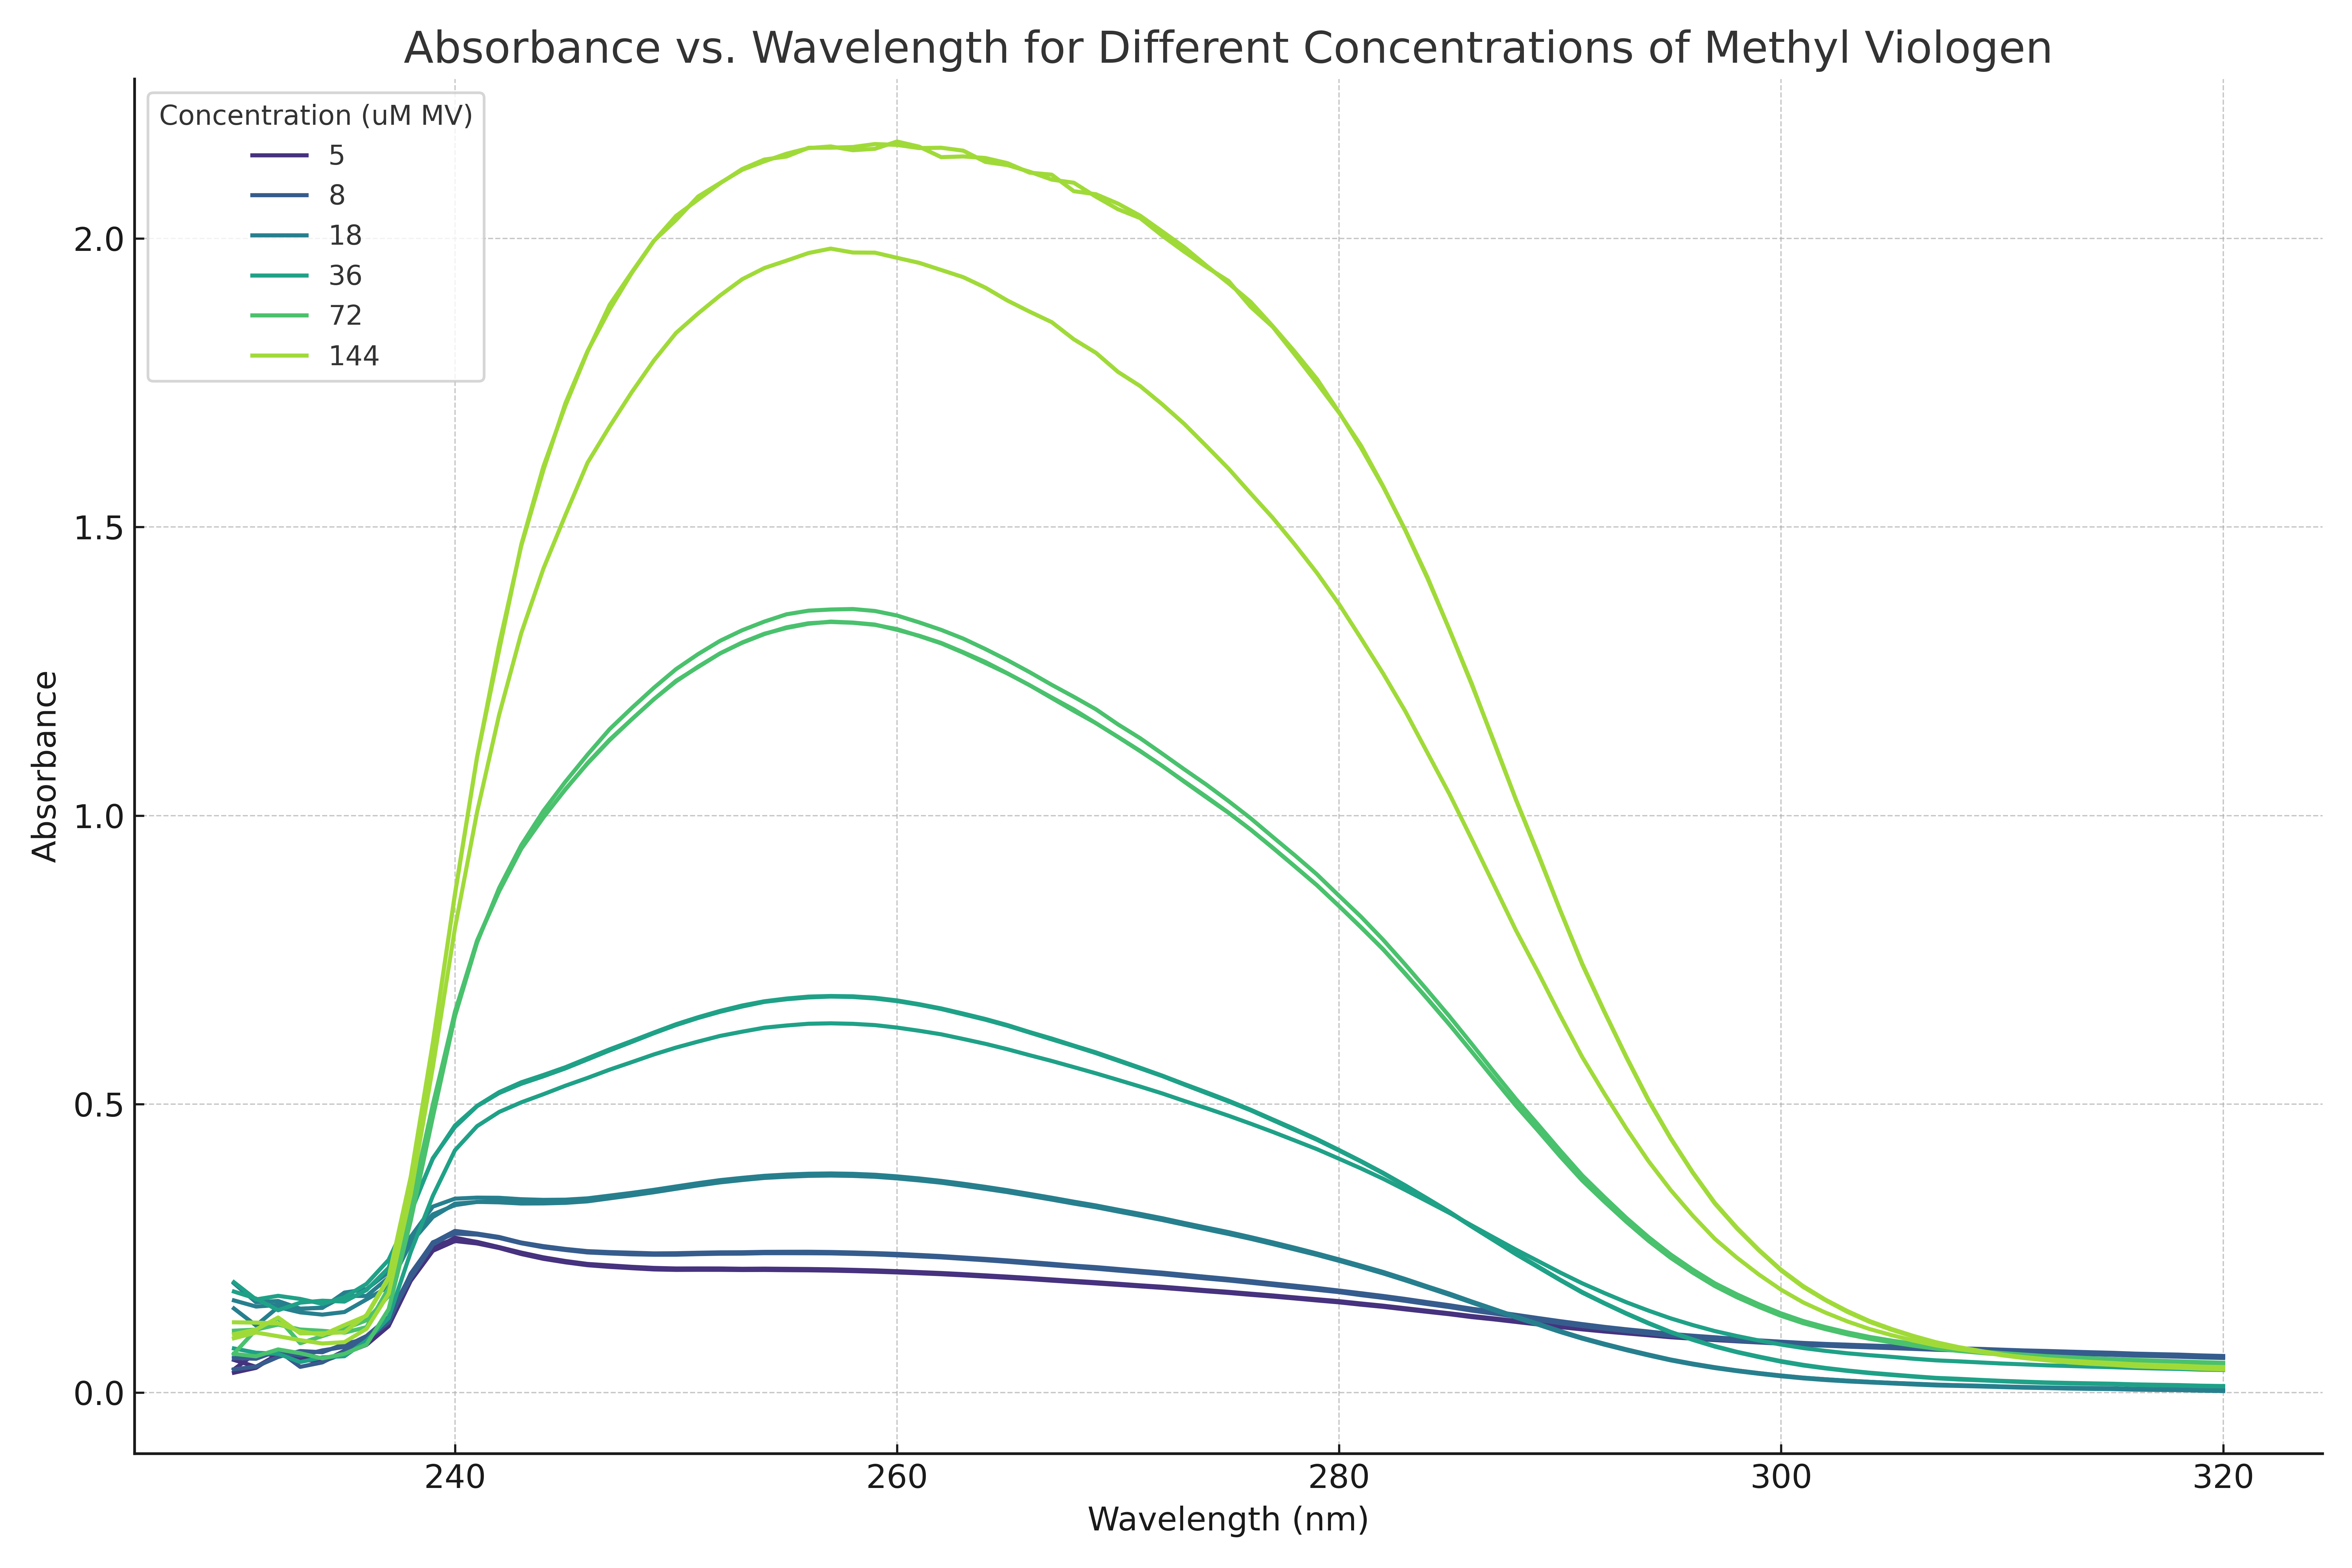 Absorbance vs. Wavelength for Different Concentrations of Methyl Viologen
Concentration (uM MV)
5
8
18
36
72
144
2.0
1.5
1.0
0.5
0.0
Absorbance
240 260 280 300 320
Wavelength (nm)